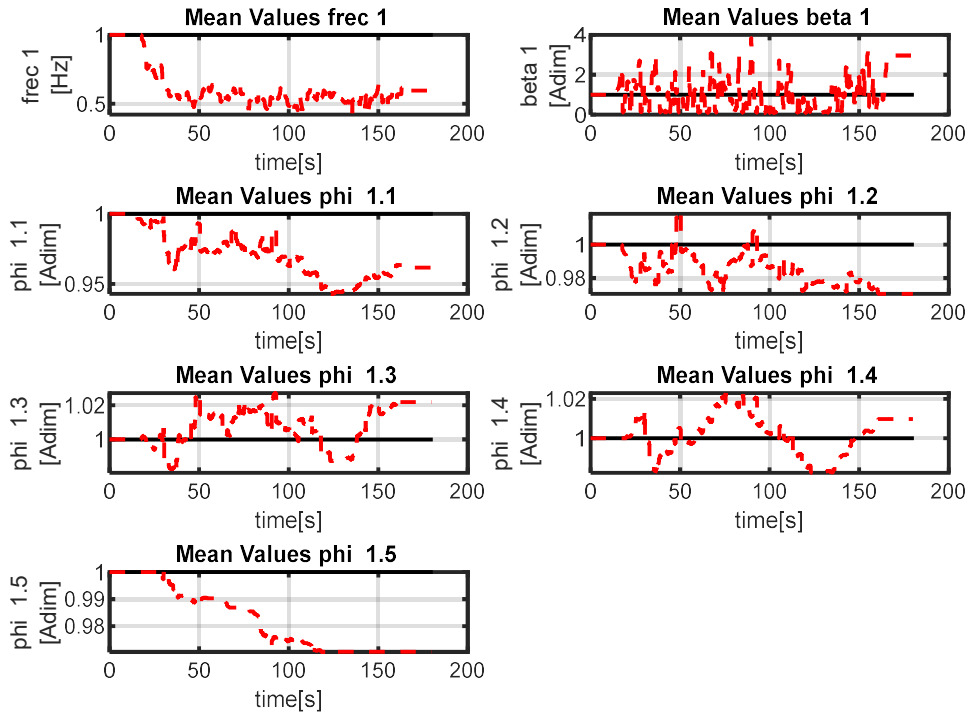 Mean Values frec 1
frec 1
[Hz]
1
0.5
0 50 100 150 200
time[s]
Mean Values beta 1
beta 1
[Adim]
4
2
0
0 50 100 150 200
time[s]
Mean Values phi  1.1
phi  1.1
[Adim]
1
0.95
0 50 100 150 200
time[s]
Mean Values phi  1.2
phi  1.2
[Adim]
1
0.98
0 50 100 150 200
time[s]
Mean Values phi  1.3
phi  1.3
[Adim]
1.02
1
0 50 100 150 200
time[s]
Mean Values phi  1.4
phi  1.4
[Adim]
1.02
1
0 50 100 150 200
time[s]
Mean Values phi  1.5
phi  1.5
[Adim]
1
0.99
0.98
0 50 100 150 200
time[s]